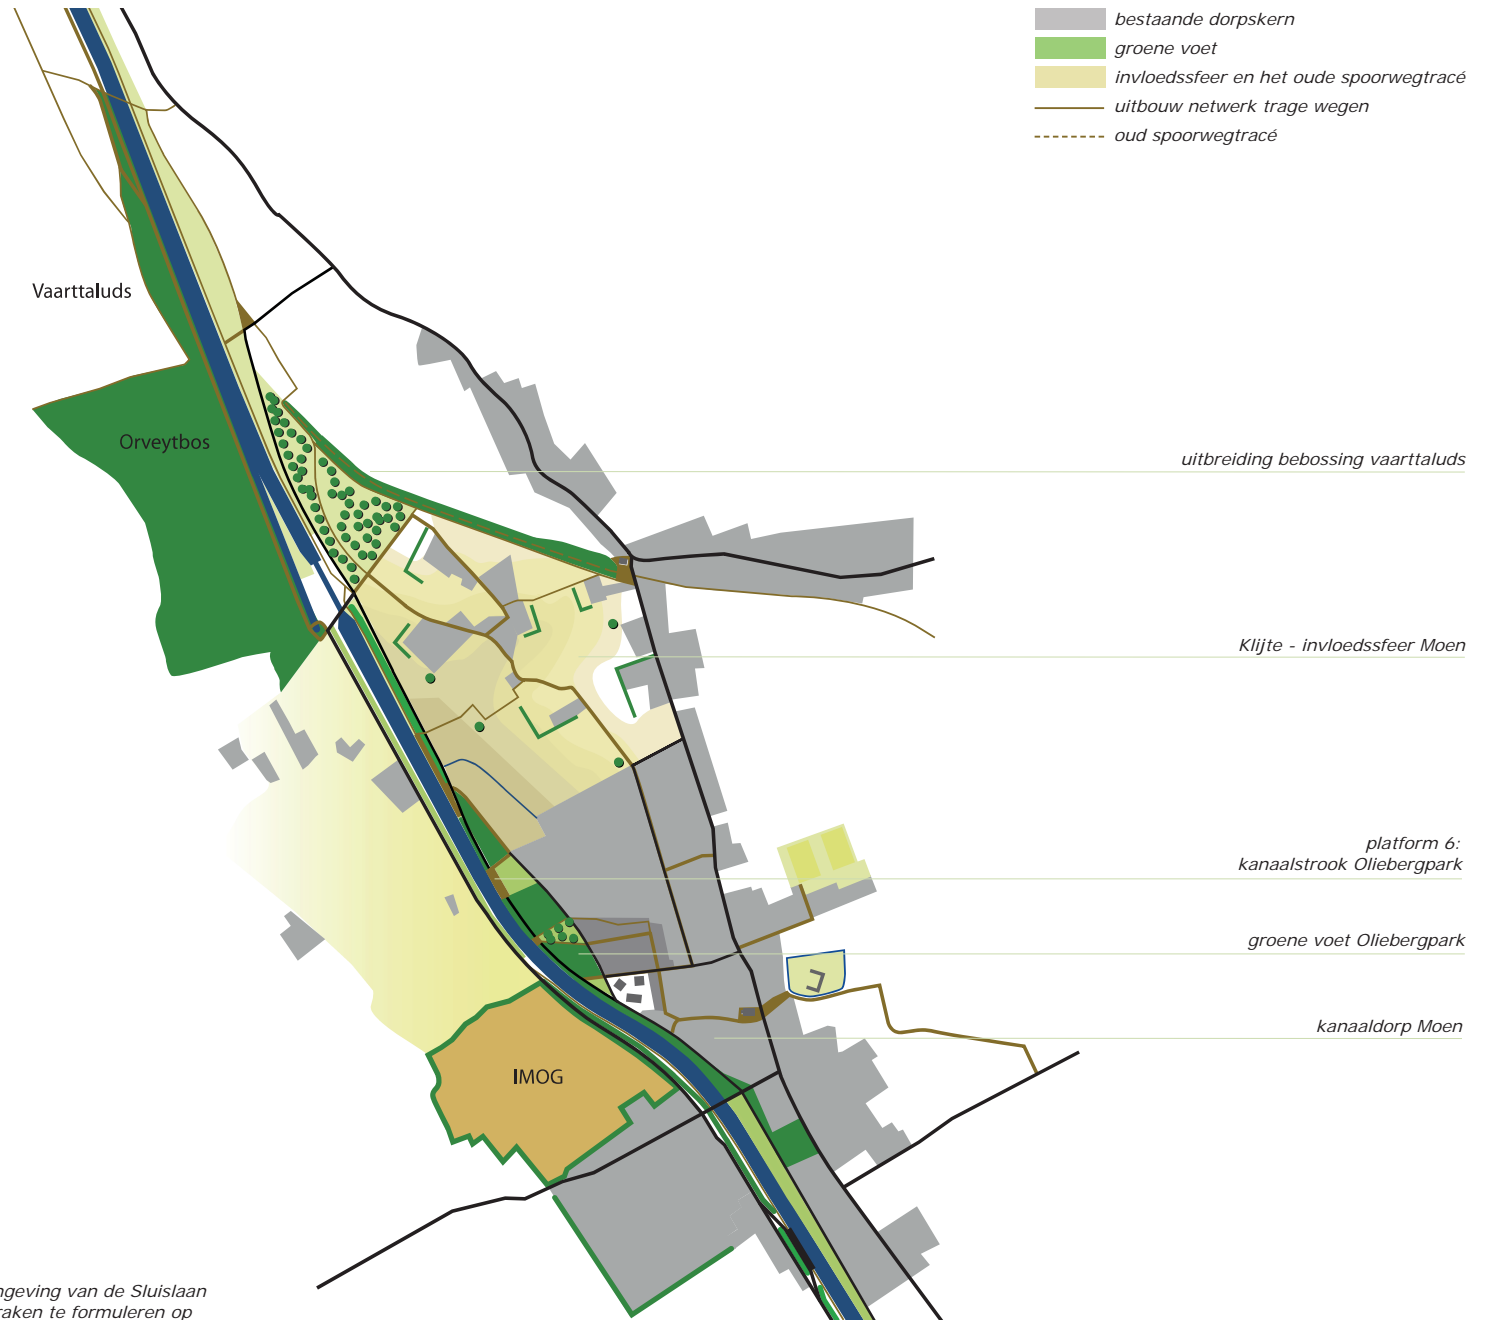 bestaande dorpskern
groene voet
invloedssfeer en het oude spoorwegtracé
uitbouw netwerk trage wegen
oud spoorwegtracé
Vaarttaluds
Orveytbos
uitbreiding bebossing vaarttaluds
Klijte - invloedssfeer Moen
platform 6:
kanaalstrook Oliebergpark
groene voet Oliebergpark
kanaaldorp Moen
IMOG
van de Sluislaan
te formuleren op